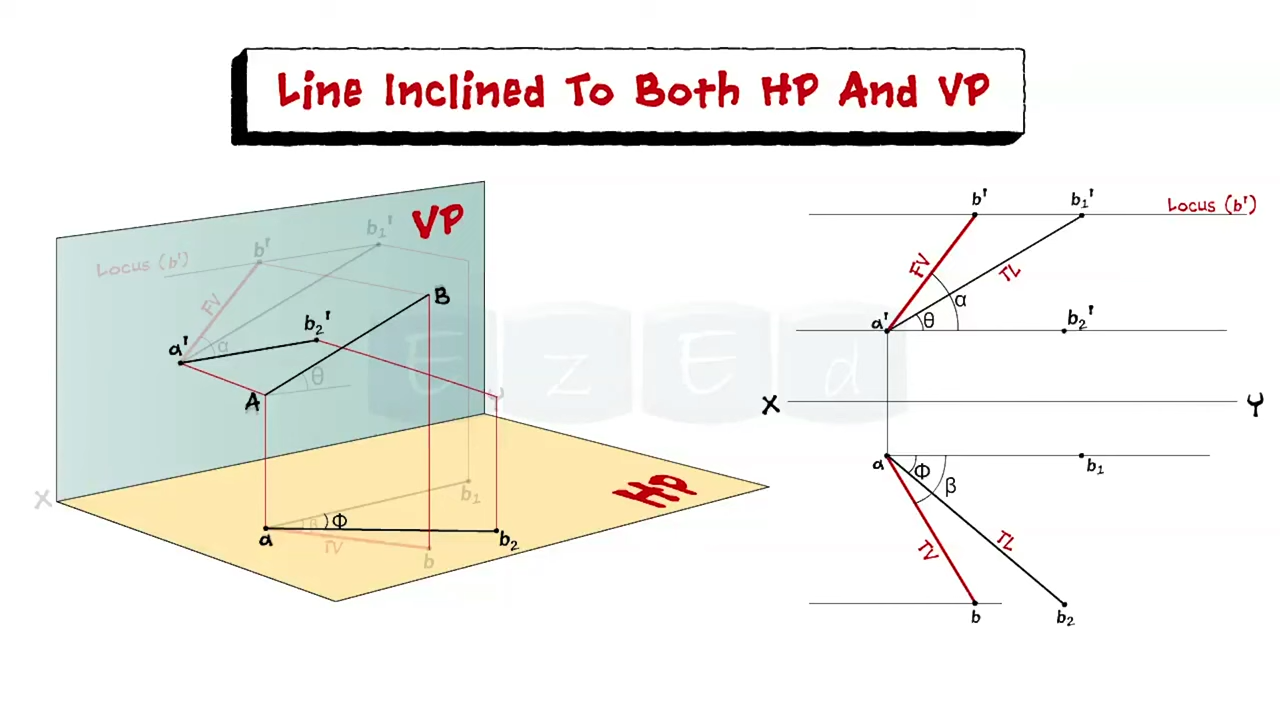 Line Inclined To Both HP And VP
VP
b'
b₁'
Locus (b')
FV
B
b₂'
a'
α
θ
A
Y
HP
X
b₁
β
Φ
a
TV
b₂
b
b'
b₁'
Locus (b')
FV
TL
α
a'
θ
b₂'
X
Y
a
Φ
β
b₁
TV
TL
b
b₂
EzEd